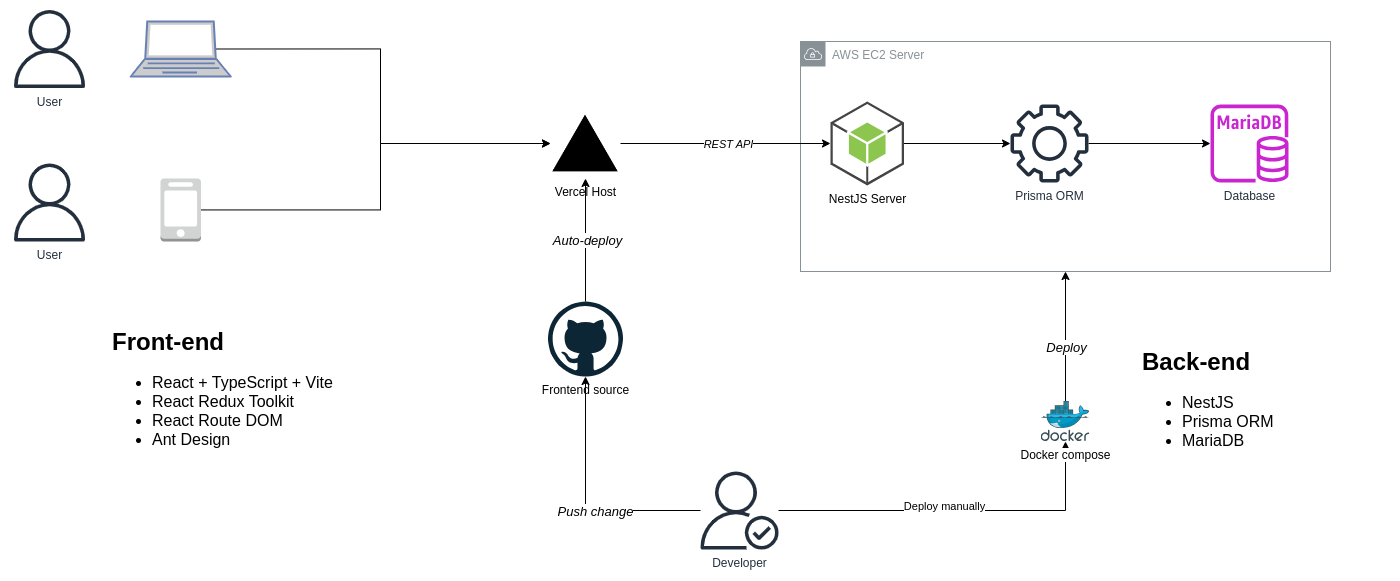 User
User
AWS EC2 Server
REST API
Vercel Host
NestJS Server
Prisma ORM
MariaDB
Database
Auto-deploy
Frontend source
Front-end
React + TypeScript + Vite
React Redux Toolkit
React Route DOM
Ant Design
Deploy
docker
Docker compose
Back-end
NestJS
Prisma ORM
MariaDB
Push change
Deploy manually
Developer